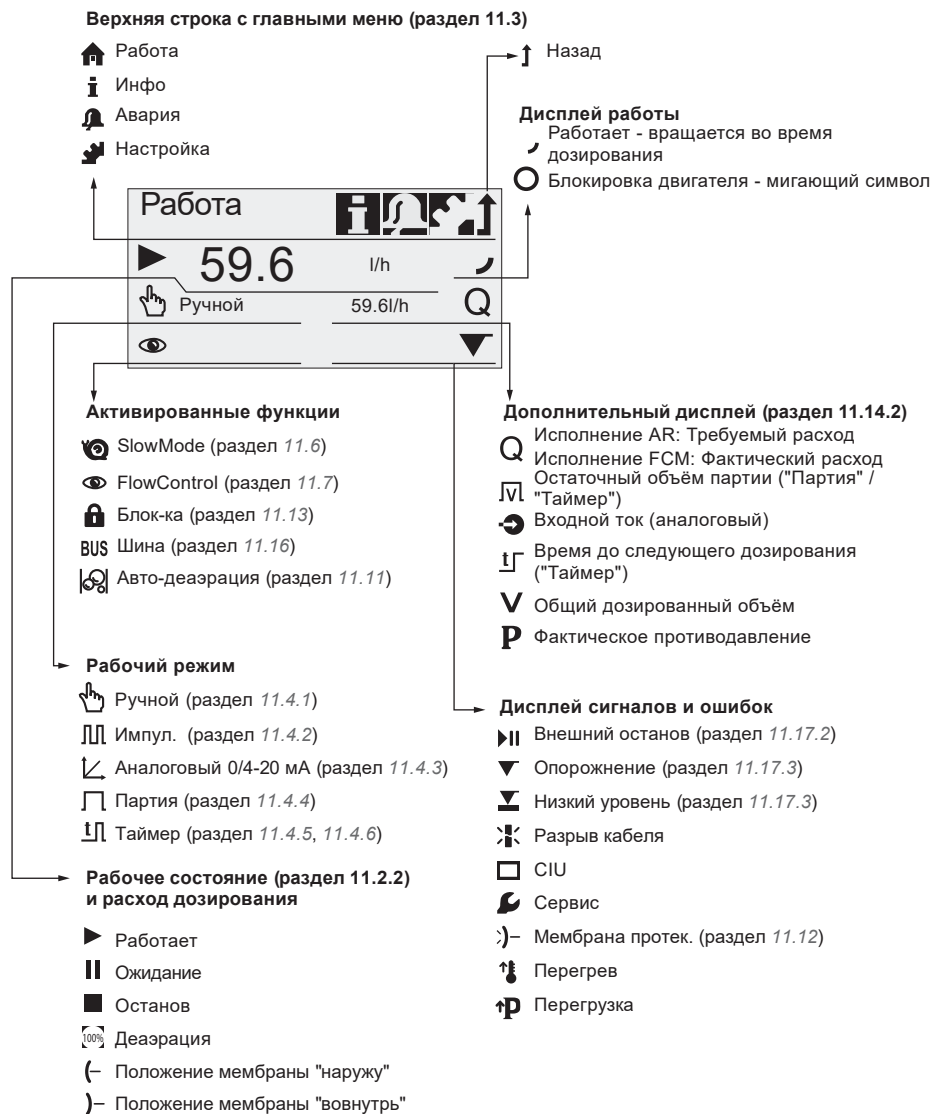 Верхняя строка с главными меню (раздел 11.3)
Работа
Инфо
Авария
Настройка
Назад
Дисплей работы
Работает - вращается во время
дозирования
Блокировка двигателя - мигающий символ
Работа
59.6 l/h
Ручной 59.6l/h Q
Активированные функции
SlowMode (раздел 11.6)
FlowControl (раздел 11.7)
Блок-ка (раздел 11.13)
BUS Шина (раздел 11.16)
Авто-деаэрация (раздел 11.11)
Дополнительный дисплей (раздел 11.14.2)
Q Исполнение AR: Требуемый расход
Исполнение FCM: Фактический расход
V Остаточный объём партии ("Партия" /
"Таймер")
Входной ток (аналоговый)
t Время до следующего дозирования
("Таймер")
V Общий дозированный объём
P Фактическое противодавление
Рабочий режим
Ручной (раздел 11.4.1)
Импул. (раздел 11.4.2)
Аналоговый 0/4-20 мА (раздел 11.4.3)
Партия (раздел 11.4.4)
t Таймер (раздел 11.4.5, 11.4.6)
Дисплей сигналов и ошибок
Внешний останов (раздел 11.17.2)
Опорожнение (раздел 11.17.3)
Низкий уровень (раздел 11.17.3)
Разрыв кабеля
CIU
Сервис
Мембрана протек. (раздел 11.12)
Перегрев
P Перегрузка
Рабочее состояние (раздел 11.2.2)
и расход дозирования
Работает
Ожидание
Останов
100% Деаэрация
Положение мембраны "наружу"
Положение мембраны "вовнутрь"